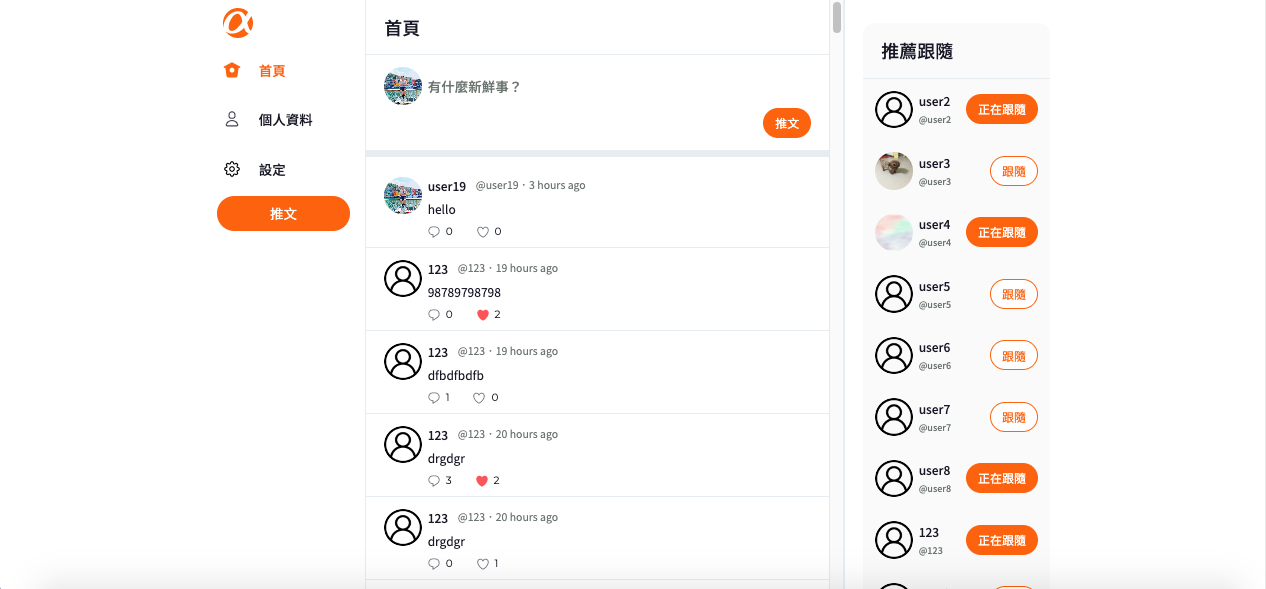 首頁
個人資料
設定
推文
首頁
有什麼新鮮事？
推文
user19 @user19・3 hours ago
hello
0 0
123 @123・19 hours ago
98789798798
0 2
123 @123・19 hours ago
dfbdfbdfb
1 0
123 @123・20 hours ago
drgdgr
3 2
123 @123・20 hours ago
drgdgr
0 1
推薦跟隨
user2
@user2
正在跟隨
user3
@user3
跟隨
user4
@user4
正在跟隨
user5
@user5
跟隨
user6
@user6
跟隨
user7
@user7
跟隨
user8
@user8
正在跟隨
123
@123
正在跟隨